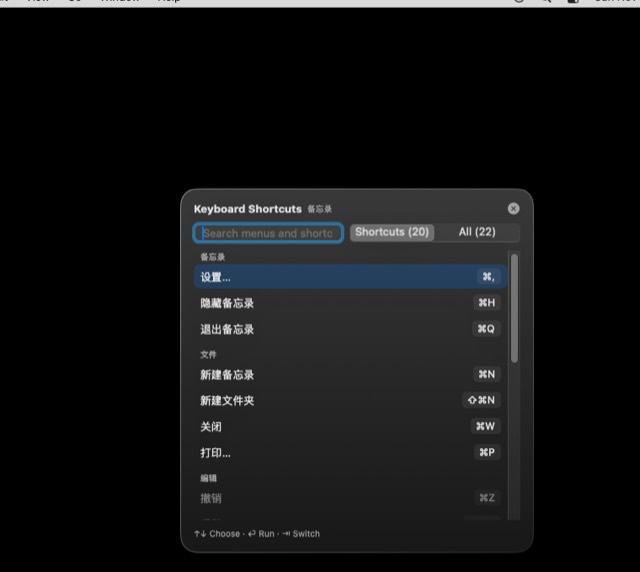 Window Help
Keyboard Shortcuts 备忘录
Search menus and shortc
Shortcuts (20) All (22)
备忘录
设置... ⌘,
隐藏备忘录 ⌘H
退出备忘录 ⌘Q
文件
新建备忘录 ⌘N
新建文件夹 ⇧⌘N
关闭 ⌘W
打印... ⌘P
编辑
撤销 ⌘Z
↑↓ Choose · ↩ Run · ⇥ Switch